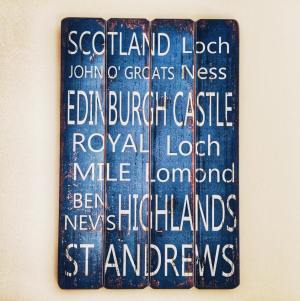 SCOTLAND Loch
JOHN O' GROATS Ness
EDINBURGH CASTLE
ROYAL Loch
MILE Lomond
BEN
NEVIS HIGHLANDS
ST ANDREWS